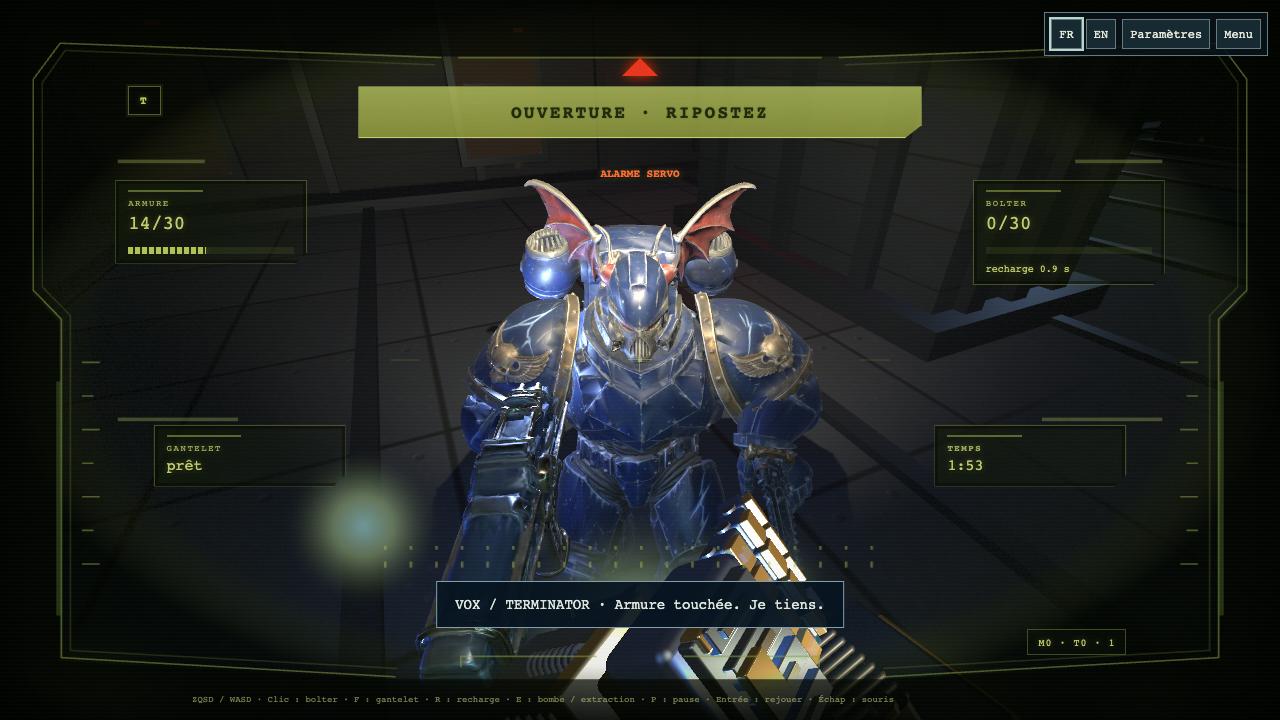 FR EN Paramètres Menu
T
OUVERTURE · RIPOSTEZ
ALARME SERVO
ARMURE
14/30
BOLTER
0/30
recharge 0.9 s
GANTELET
prêt
TEMPS
1:53
VOX / TERMINATOR · Armure touchée. Je tiens.
M0 · T0 · 1
ZQSD / WASD · Clic : bolter · F : gantelet · R : recharge · E : bombe / extraction · P : pause · Entrée : rejouer · Échap : souris